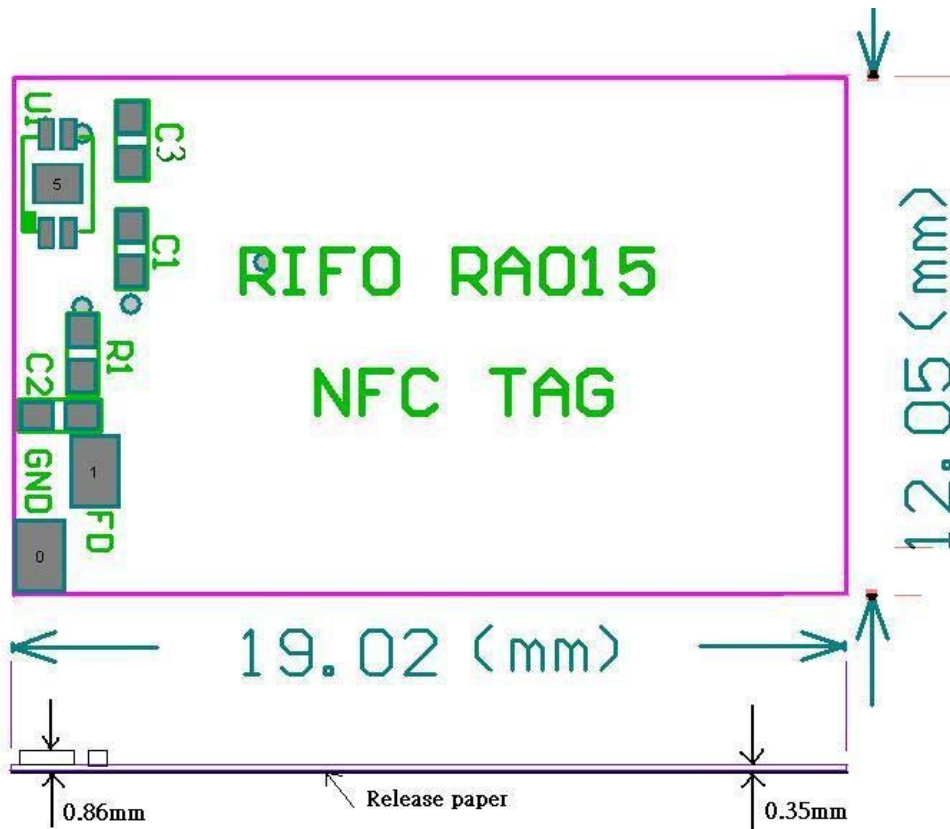 U1
C3
5
C1
RIFO RA015
R1
NFC TAG
C2
1
GND
FD
0
12.05(mm)
19.02(mm)
0.86mm
Release paper
0.35mm